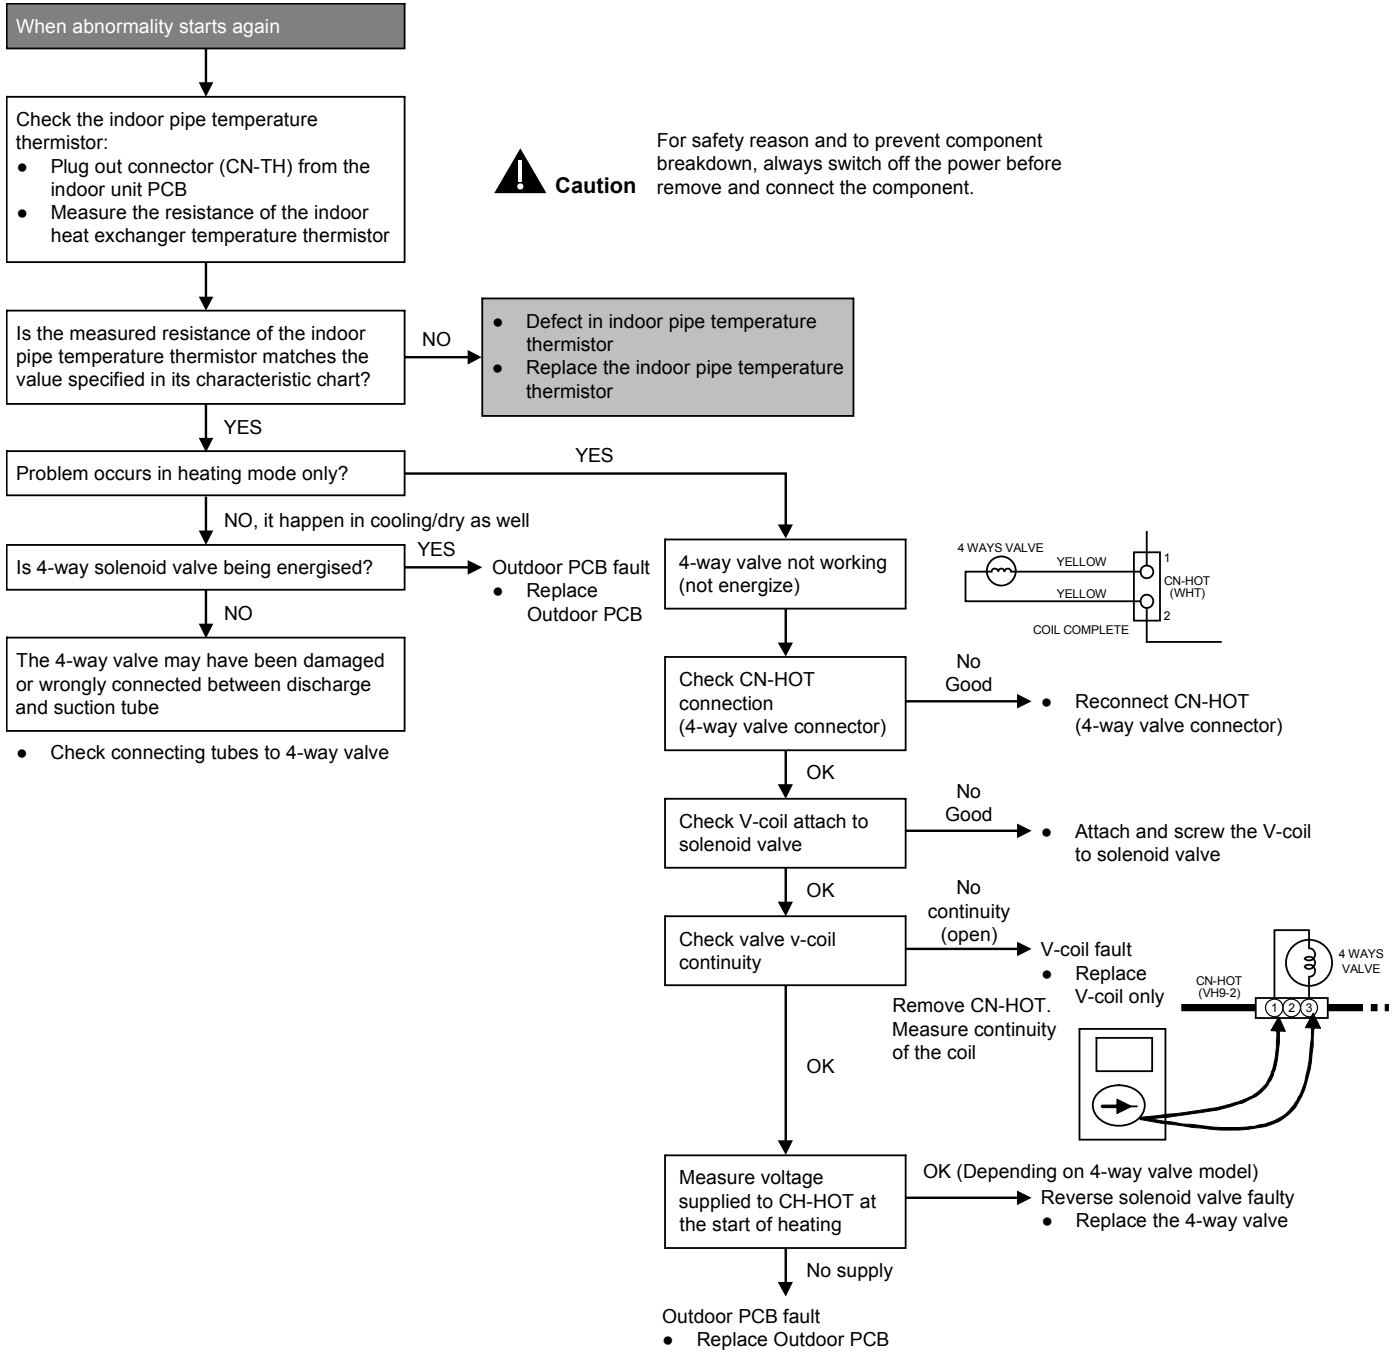 When abnormality starts again
Check the indoor pipe temperature
thermistor:
● Plug out connector (CN-TH) from the
indoor unit PCB
● Measure the resistance of the indoor
heat exchanger temperature thermistor
Caution
For safety reason and to prevent component
breakdown, always switch off the power before
remove and connect the component.
Is the measured resistance of the indoor
pipe temperature thermistor matches the
value specified in its characteristic chart?
NO
● Defect in indoor pipe temperature
thermistor
● Replace the indoor pipe temperature
thermistor
YES
Problem occurs in heating mode only?
YES
NO, it happen in cooling/dry as well
Is 4-way solenoid valve being energised?
YES
Outdoor PCB fault
● Replace
Outdoor PCB
NO
The 4-way valve may have been damaged
or wrongly connected between discharge
and suction tube
● Check connecting tubes to 4-way valve
4-way valve not working
(not energize)
4 WAYS VALVE
YELLOW
YELLOW
1
CN-HOT
(WHT)
2
COIL COMPLETE
Check CN-HOT
connection
(4-way valve connector)
No
Good
● Reconnect CN-HOT
(4-way valve connector)
OK
Check V-coil attach to
solenoid valve
No
Good
● Attach and screw the V-coil
to solenoid valve
OK
Check valve v-coil
continuity
No
continuity
(open)
V-coil fault
● Replace
V-coil only
Remove CN-HOT.
Measure continuity
of the coil
CN-HOT
(VH9-2)
4 WAYS
VALVE
1 2 3
OK
Measure voltage
supplied to CH-HOT at
the start of heating
OK (Depending on 4-way valve model)
Reverse solenoid valve faulty
● Replace the 4-way valve
No supply
Outdoor PCB fault
● Replace Outdoor PCB